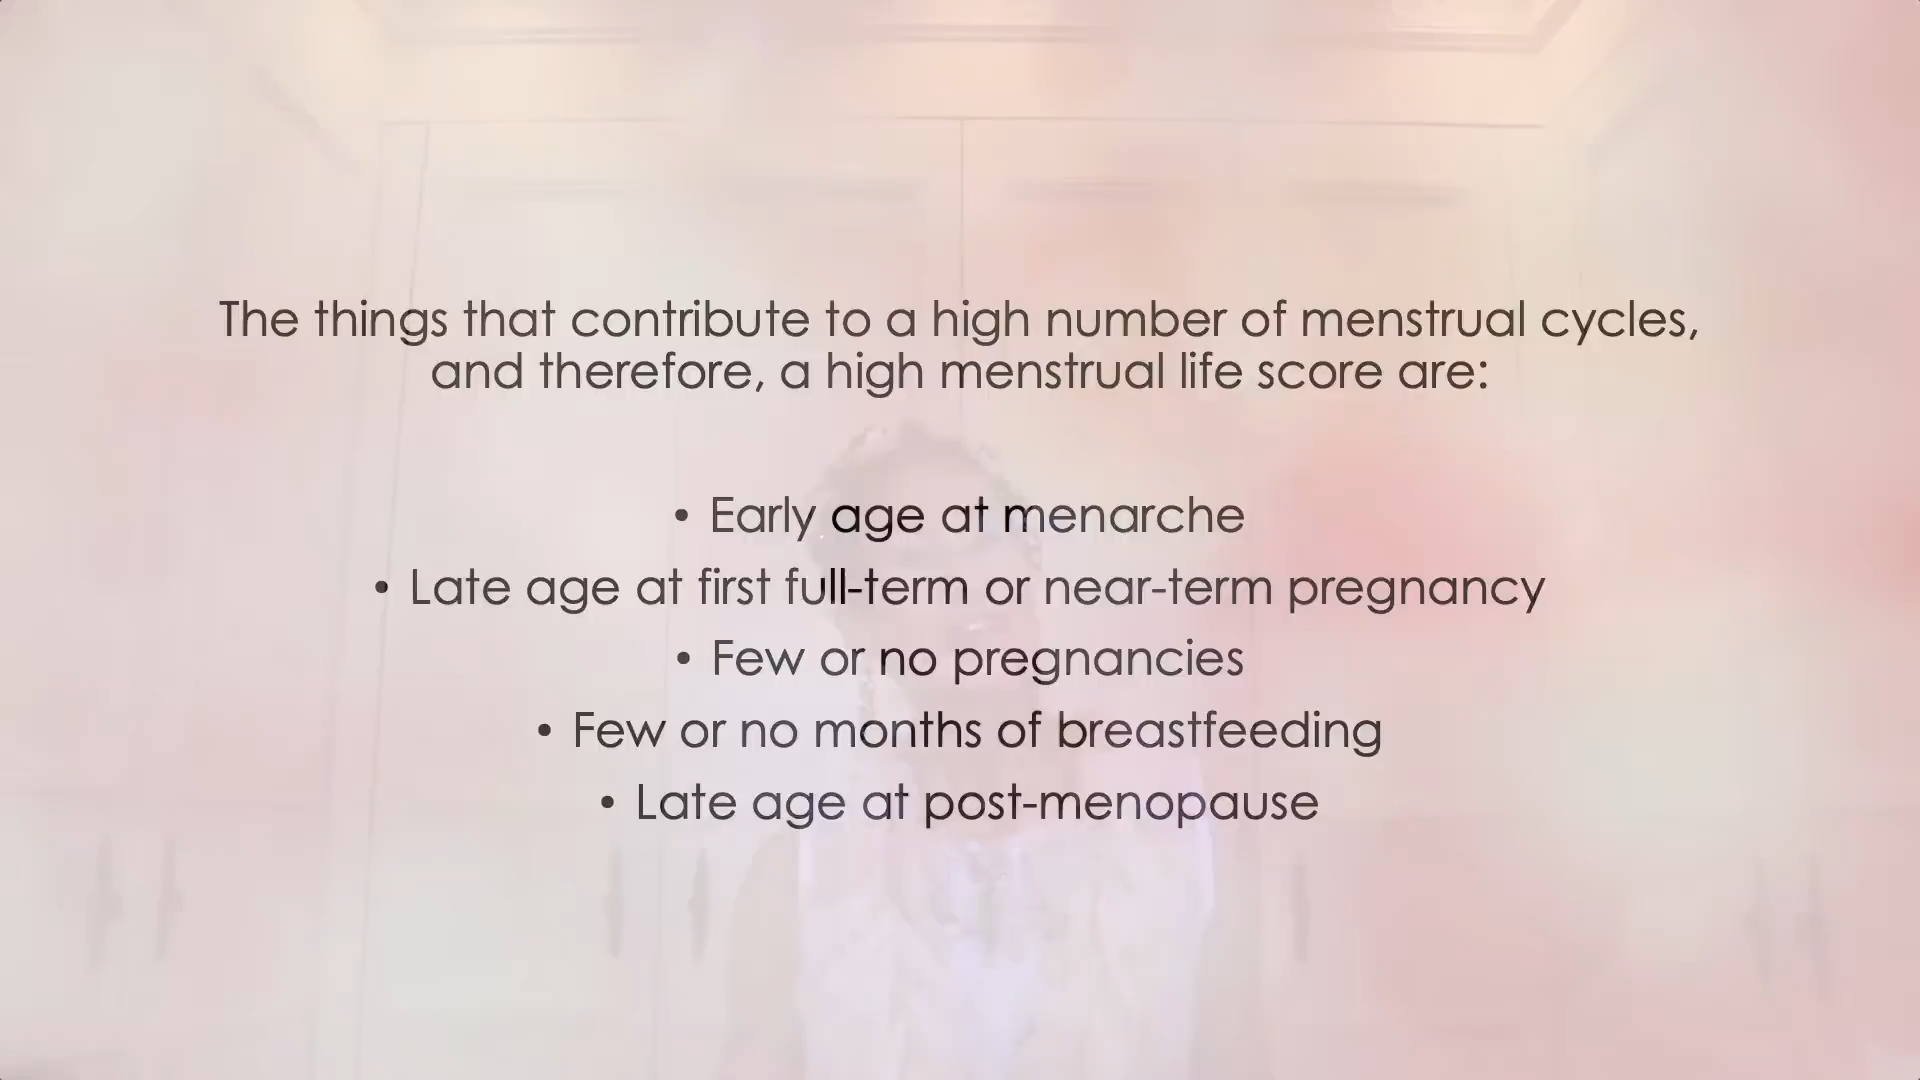 The things that contribute to a high number of menstrual cycles,
and therefore, a high menstrual life score are:
• Early age at menarche
• Late age at first full-term or near-term pregnancy
• Few or no pregnancies
• Few or no months of breastfeeding
• Late age at post-menopause